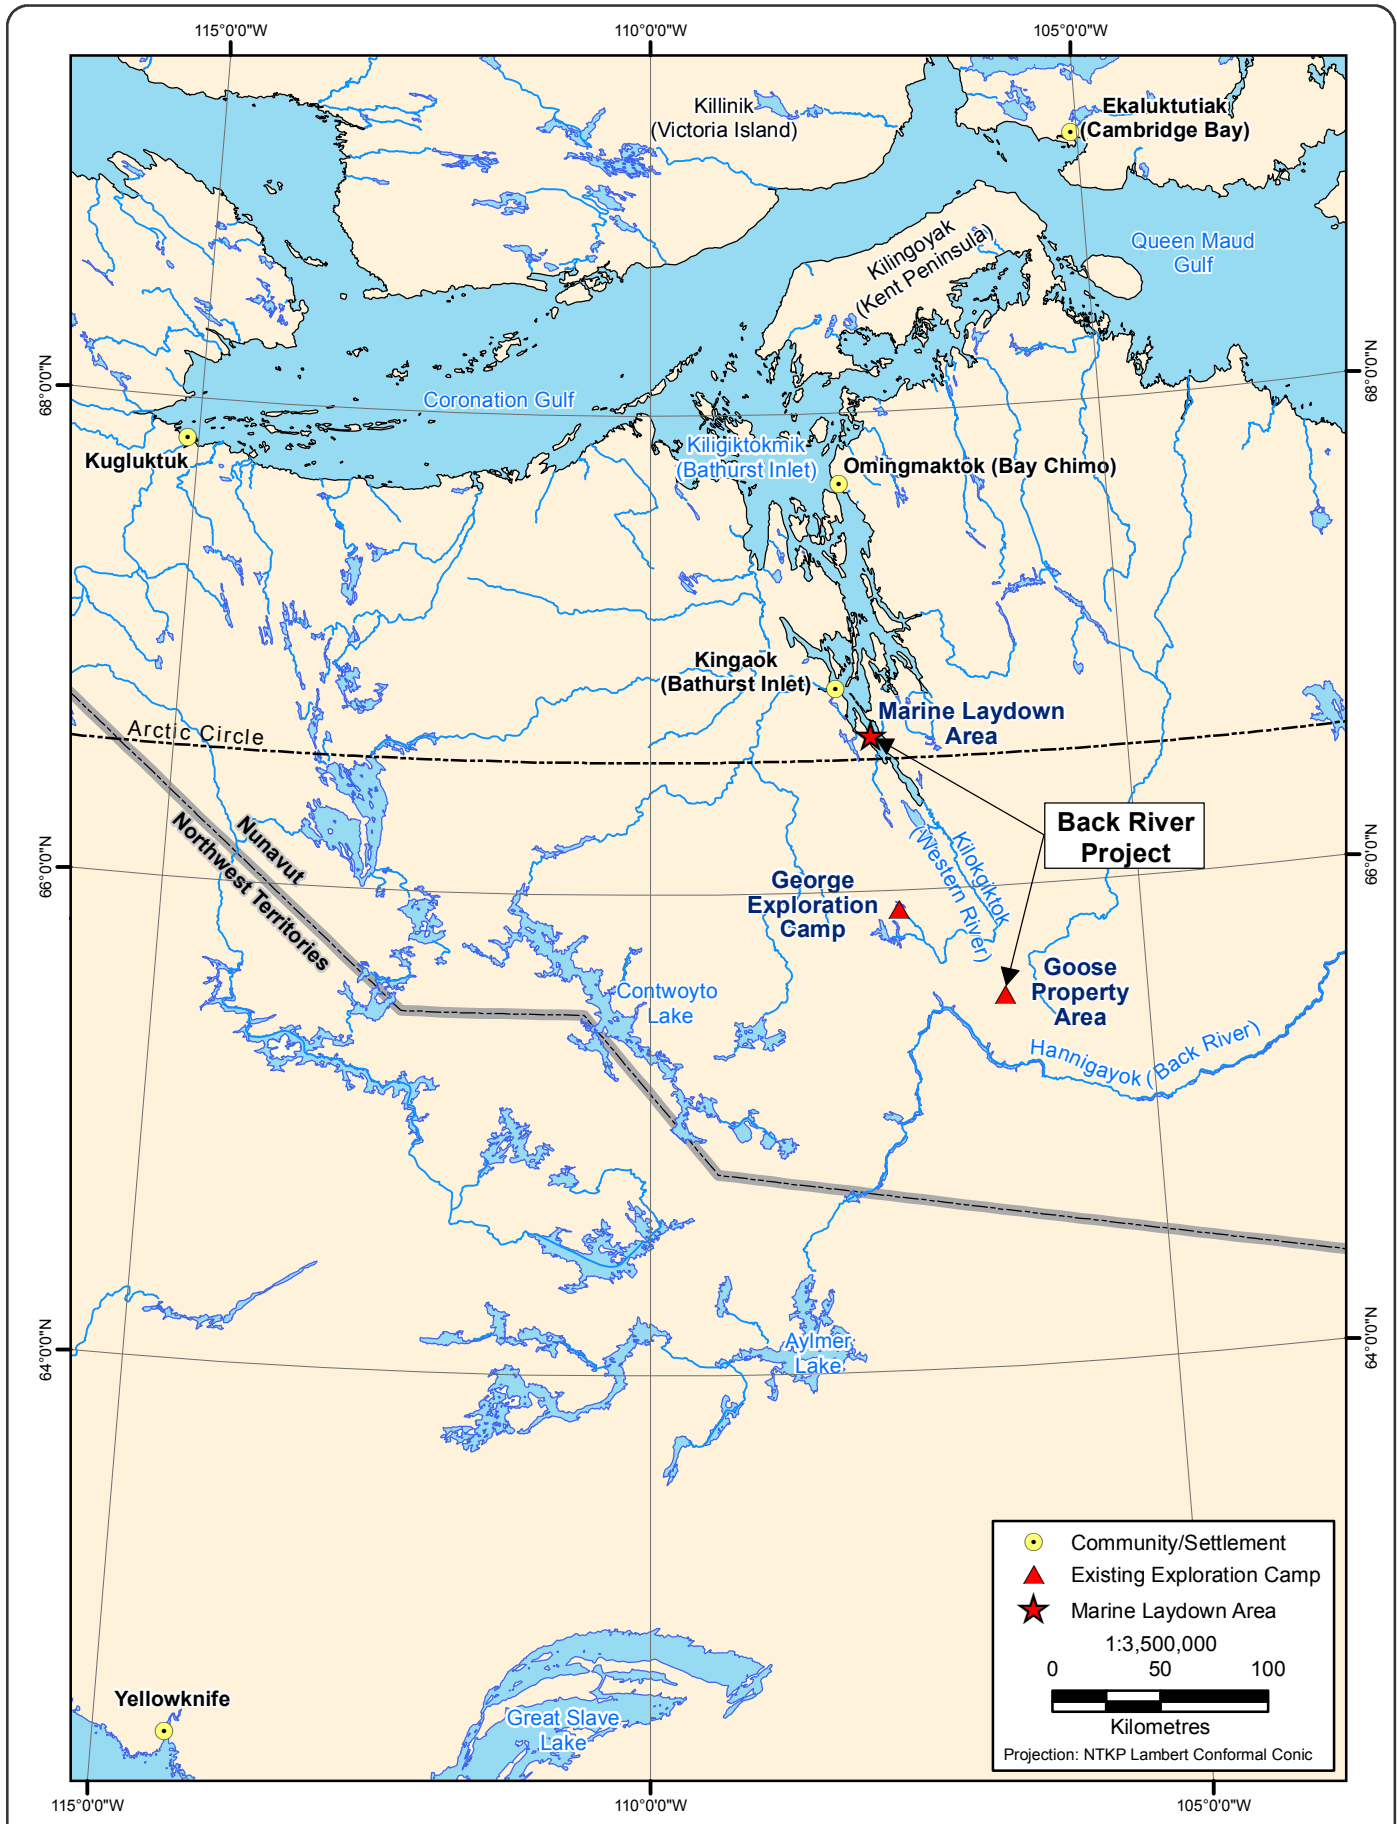 115°0'0"W
110°0'0"W
105°0'0"W
Killinik
(Victoria Island)
Ekaluktutiak
(Cambridge Bay)
Kilingoyak
(Kent Peninsula)
Queen Maud
Gulf
68°0'0"N
68°0'0"N
Coronation Gulf
Kugluktuk
Kiligiktokmik
(Bathurst Inlet)
Omingmaktok (Bay Chimo)
Kingaok
(Bathurst Inlet)
Marine Laydown
Area
Arctic Circle
Back River
Project
Nunavut
Northwest Territories
66°0'0"N
66°0'0"N
Kilokgiktok
(Western River)
George
Exploration
Camp
Goose
Property
Area
Contwoyto
Lake
Hannigayok (Back River)
64°0'0"N
64°0'0"N
Aylmer
Lake
Yellowknife
Great Slave
Lake
Community/Settlement
Existing Exploration Camp
Marine Laydown Area
1:3,500,000
0 50 100
Kilometres
Projection: NTKP Lambert Conformal Conic
115°0'0"W
110°0'0"W
105°0'0"W